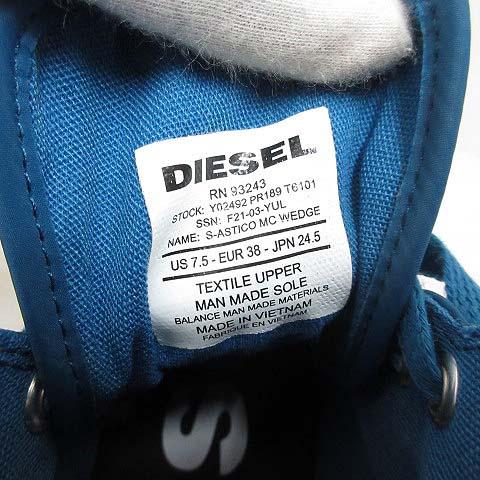 DIESEL
RN 93243
STOCK: Y02492 PR189 T6101
SSN: F21-03-YUL
NAME: S-ASTICO MC WEDGE
US 7.5 - EUR 38 - JPN 24.5
TEXTILE UPPER
MAN MADE SOLE
BALANCE MAN MADE MATERIALS
MADE IN VIETNAM
FABRIQUE EN VIETNAM
S